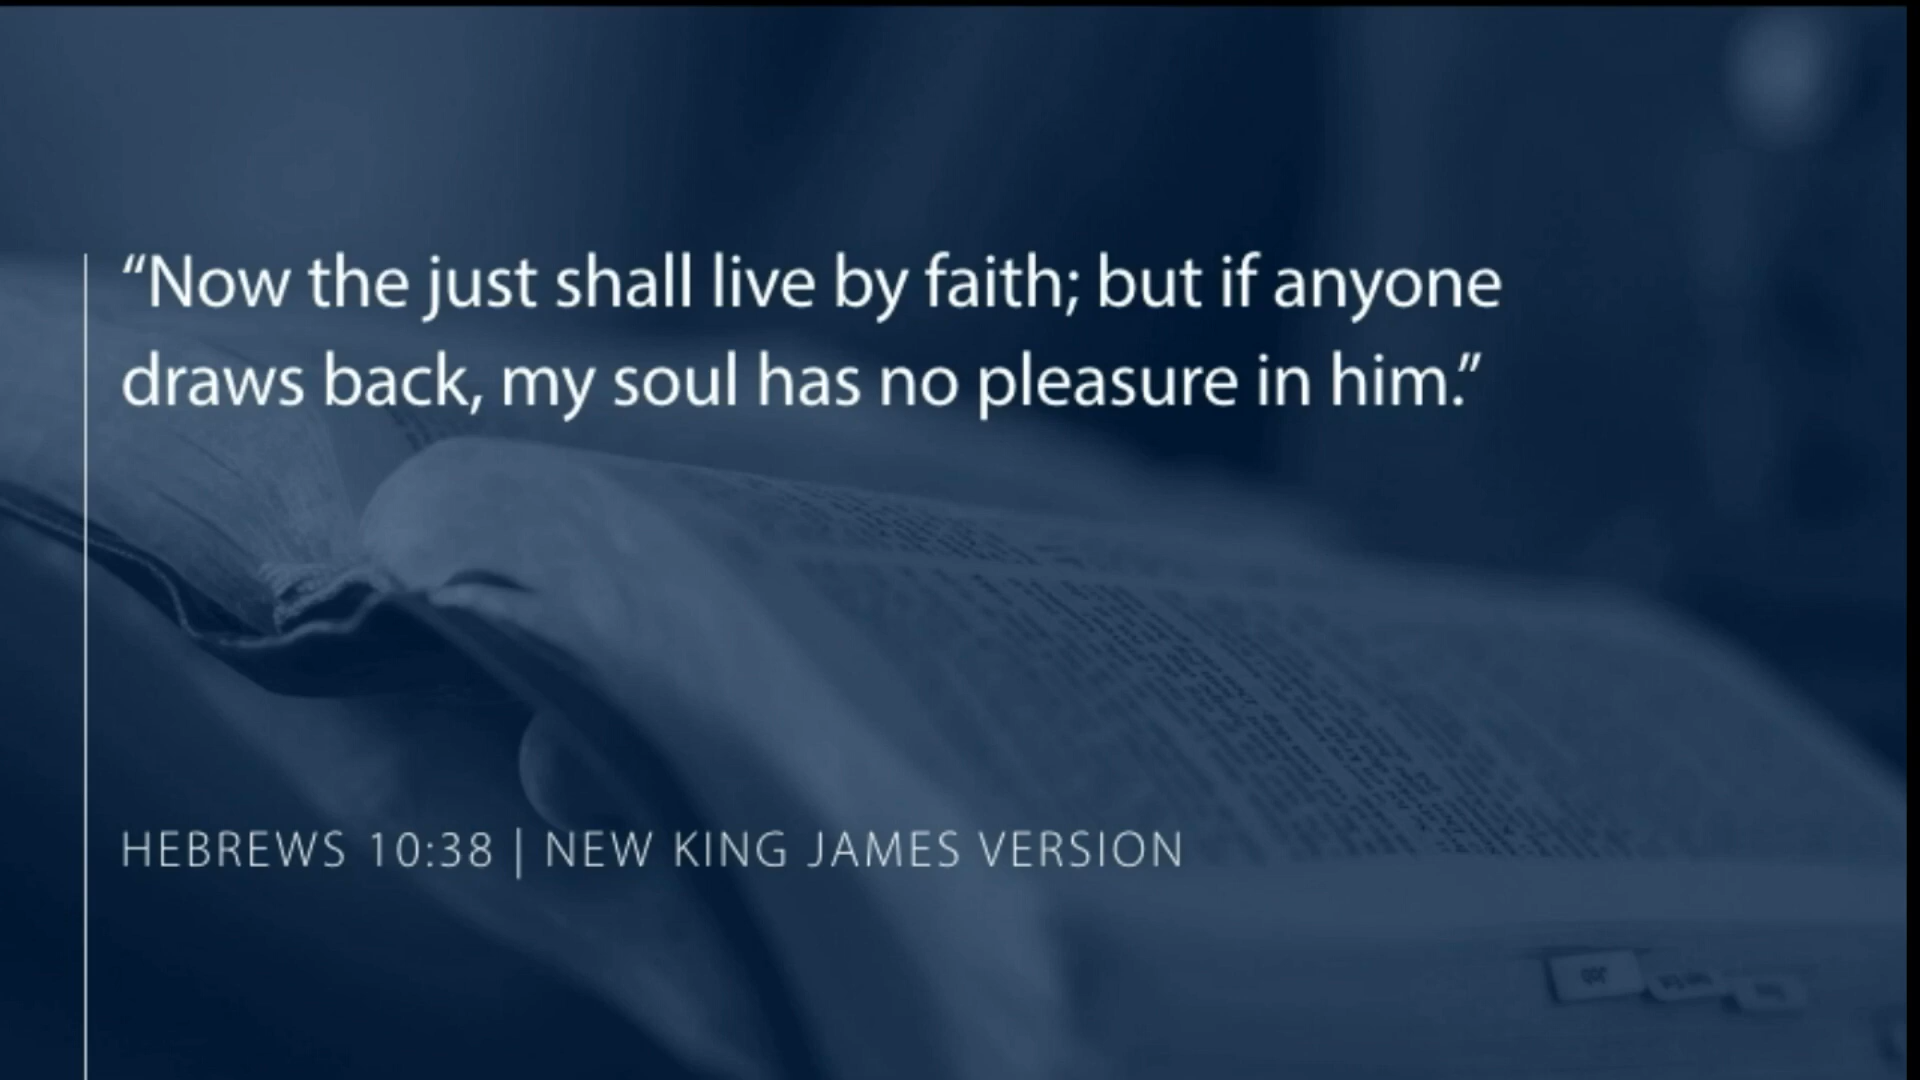 “Now the just shall live by faith; but if anyone
draws back, my soul has no pleasure in him.”
HEBREWS 10:38 | NEW KING JAMES VERSION